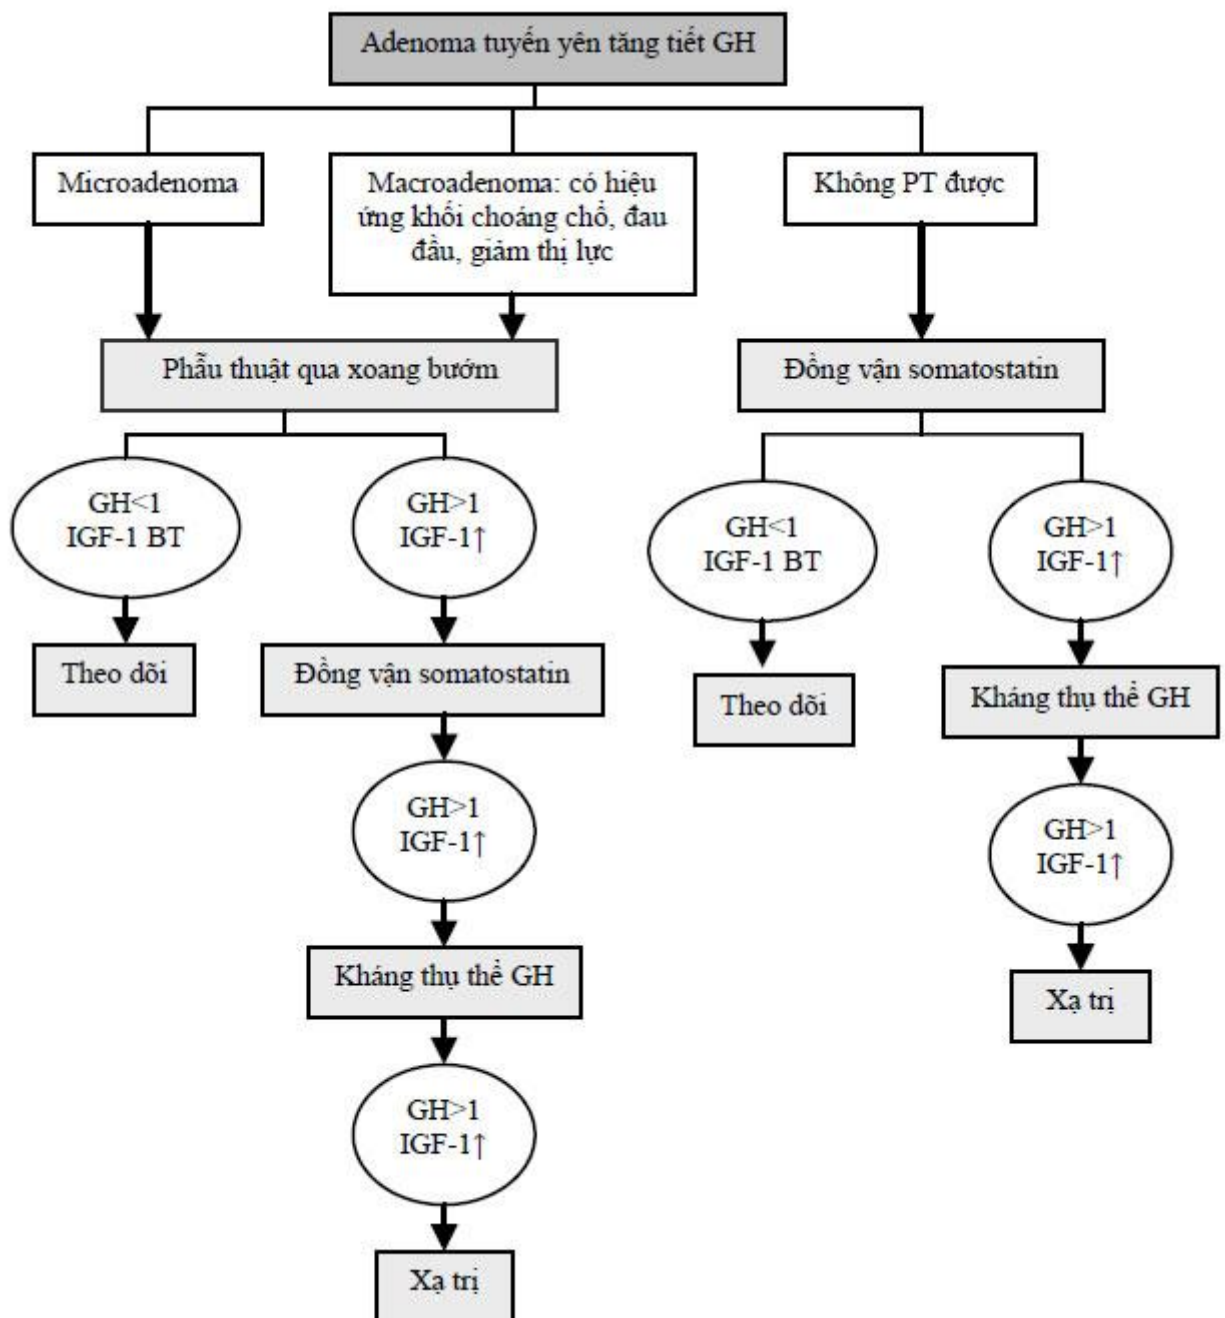 Adenoma tuyến yên tăng tiết GH
Microadenoma
Macroadenoma: có hiệu
ứng khối choáng chổ, đau
đầu, giảm thị lực
Không PT được
Phẫu thuật qua xoang bướm
Đồng vận somatostatin
GH<1
IGF-1 BT
GH>1
IGF-1↑
GH<1
IGF-1 BT
GH>1
IGF-1↑
Theo dõi
Đồng vận somatostatin
Theo dõi
Kháng thụ thể GH
GH>1
IGF-1↑
GH>1
IGF-1↑
Kháng thụ thể GH
Xạ trị
GH>1
IGF-1↑
Xạ trị